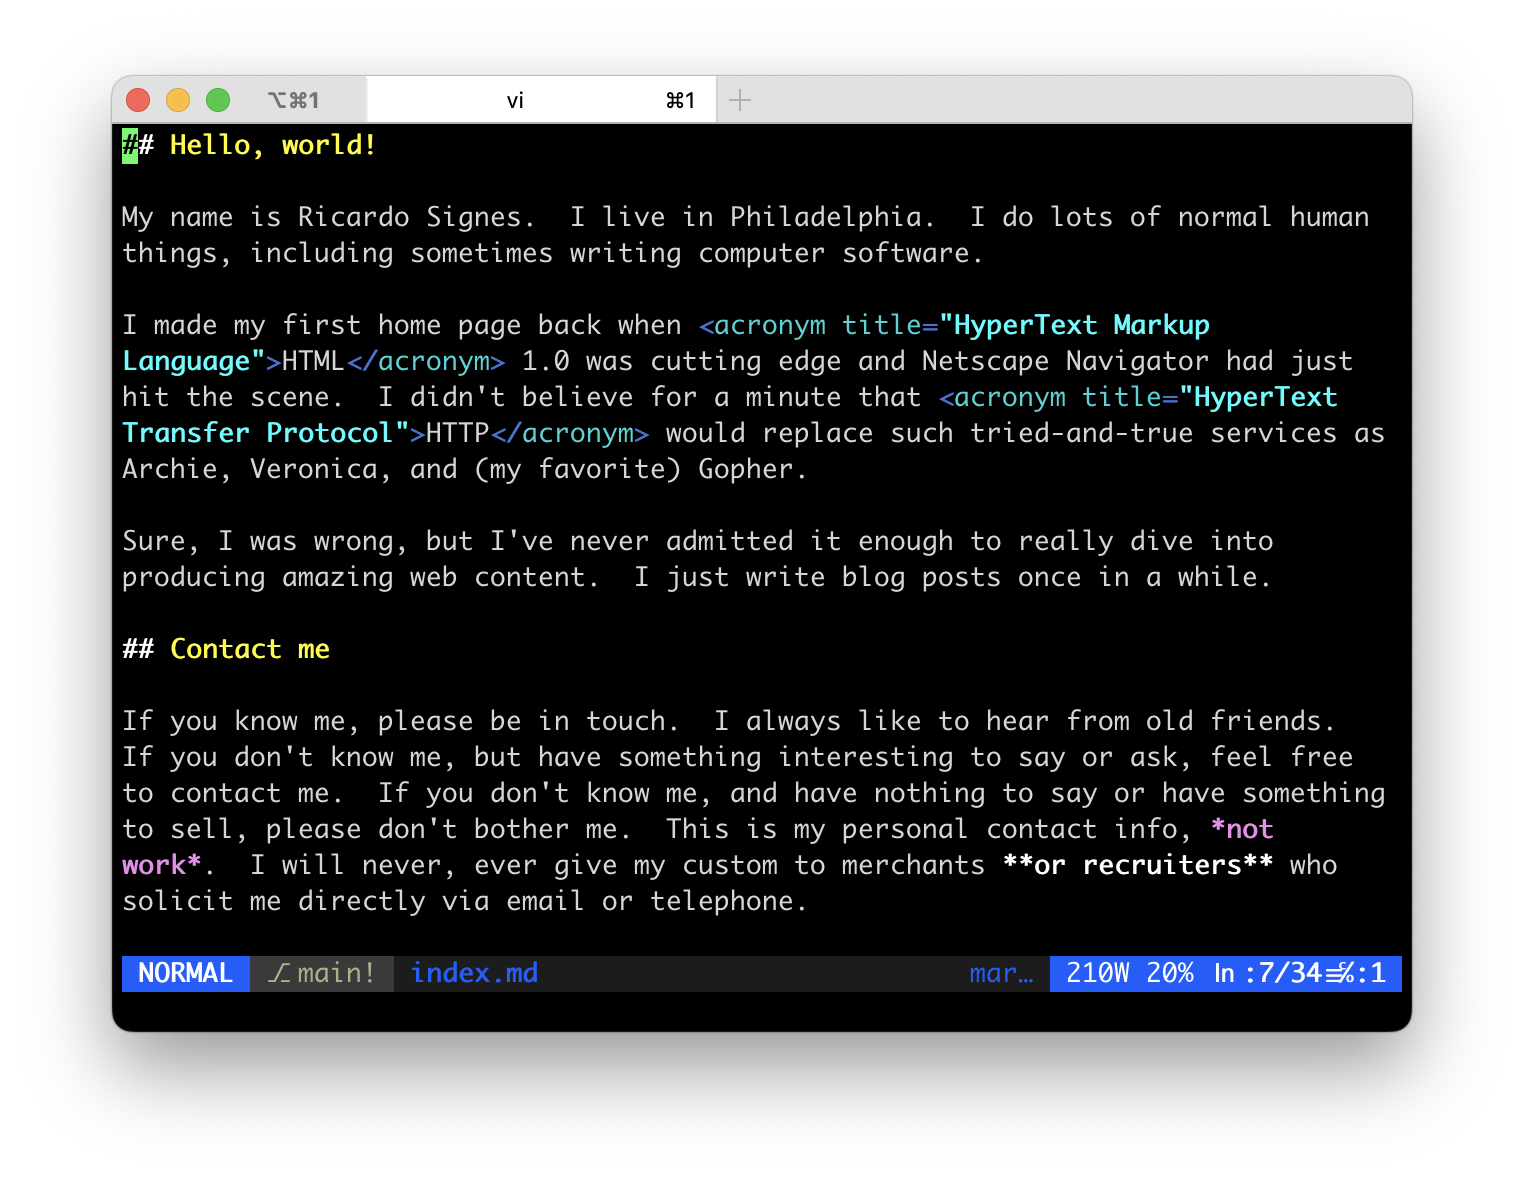 ⌥⌘1 vi ⌘1
## Hello, world!
My name is Ricardo Signes.  I live in Philadelphia.  I do lots of normal human
things, including sometimes writing computer software.
I made my first home page back when <acronym title="HyperText Markup
Language">HTML</acronym> 1.0 was cutting edge and Netscape Navigator had just
hit the scene.  I didn't believe for a minute that <acronym title="HyperText
Transfer Protocol">HTTP</acronym> would replace such tried-and-true services as
Archie, Veronica, and (my favorite) Gopher.
Sure, I was wrong, but I've never admitted it enough to really dive into
producing amazing web content.  I just write blog posts once in a while.
## Contact me
If you know me, please be in touch.  I always like to hear from old friends.
If you don't know me, but have something interesting to say or ask, feel free
to contact me.  If you don't know me, and have nothing to say or have something
to sell, please don't bother me.  This is my personal contact info, *not
work*.  I will never, ever give my custom to merchants **or recruiters** who
solicit me directly via email or telephone.
NORMAL ⎇ main! index.md mar… 210W 20% ln :7/34≡℅:1